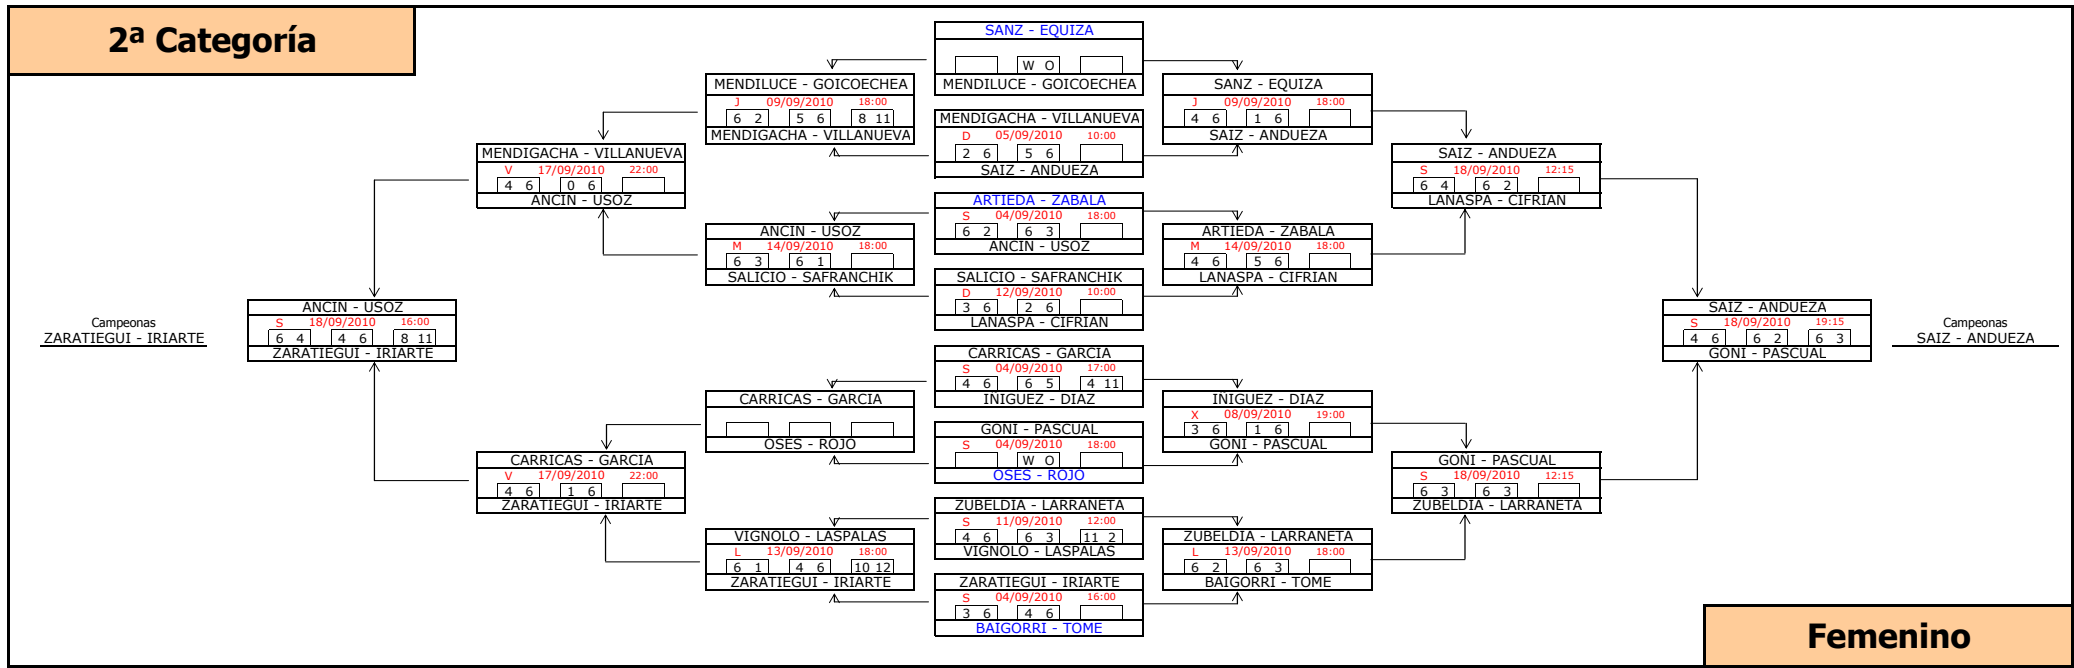 2ª Categoría
SANZ - EQUIZA
W O
MENDILUCE - GOICOECHEA
MENDIGACHA - VILLANUEVA
D 05/09/2010 10:00
2 6 5 6
SAIZ - ANDUEZA
ARTIEDA - ZABALA
S 04/09/2010 18:00
6 2 6 3
ANCIN - USOZ
SALICIO - SAFRANCHIK
D 12/09/2010 10:00
3 6 2 6
LANASPA - CIFRIAN
CARRICAS - GARCIA
S 04/09/2010 17:00
4 6 6 5 4 11
IÑIGUEZ - DIAZ
GOÑI - PASCUAL
S 04/09/2010 18:00
W O
OSES - ROJO
ZUBELDIA - LARRAÑETA
S 11/09/2010 12:00
4 6 6 3 11 2
VIGNOLO - LASPALAS
ZARATIEGUI - IRIARTE
S 04/09/2010 16:00
3 6 4 6
BAIGORRI - TOME
MENDILUCE - GOICOECHEA
J 09/09/2010 18:00
6 2 5 6 8 11
MENDIGACHA - VILLANUEVA
ANCIN - USOZ
M 14/09/2010 18:00
6 3 6 1
SALICIO - SAFRANCHIK
CARRICAS - GARCIA
OSES - ROJO
VIGNOLO - LASPALAS
L 13/09/2010 18:00
6 1 4 6 10 12
ZARATIEGUI - IRIARTE
MENDIGACHA - VILLANUEVA
V 17/09/2010 22:00
4 6 0 6
ANCIN - USOZ
CARRICAS - GARCIA
V 17/09/2010 22:00
4 6 1 6
ZARATIEGUI - IRIARTE
ANCIN - USOZ
S 18/09/2010 16:00
6 4 4 6 8 11
ZARATIEGUI - IRIARTE
Campeonas
ZARATIEGUI - IRIARTE
SANZ - EQUIZA
J 09/09/2010 18:00
4 6 1 6
SAIZ - ANDUEZA
ARTIEDA - ZABALA
M 14/09/2010 18:00
4 6 5 6
LANASPA - CIFRIAN
IÑIGUEZ - DIAZ
X 08/09/2010 19:00
3 6 1 6
GOÑI - PASCUAL
ZUBELDIA - LARRAÑETA
L 13/09/2010 18:00
6 2 6 3
BAIGORRI - TOME
SAIZ - ANDUEZA
S 18/09/2010 12:15
6 4 6 2
LANASPA - CIFRIAN
GOÑI - PASCUAL
S 18/09/2010 12:15
6 3 6 3
ZUBELDIA - LARRAÑETA
SAIZ - ANDUEZA
S 18/09/2010 19:15
4 6 6 2 6 3
GOÑI - PASCUAL
Campeonas
SAIZ - ANDUEZA
Femenino